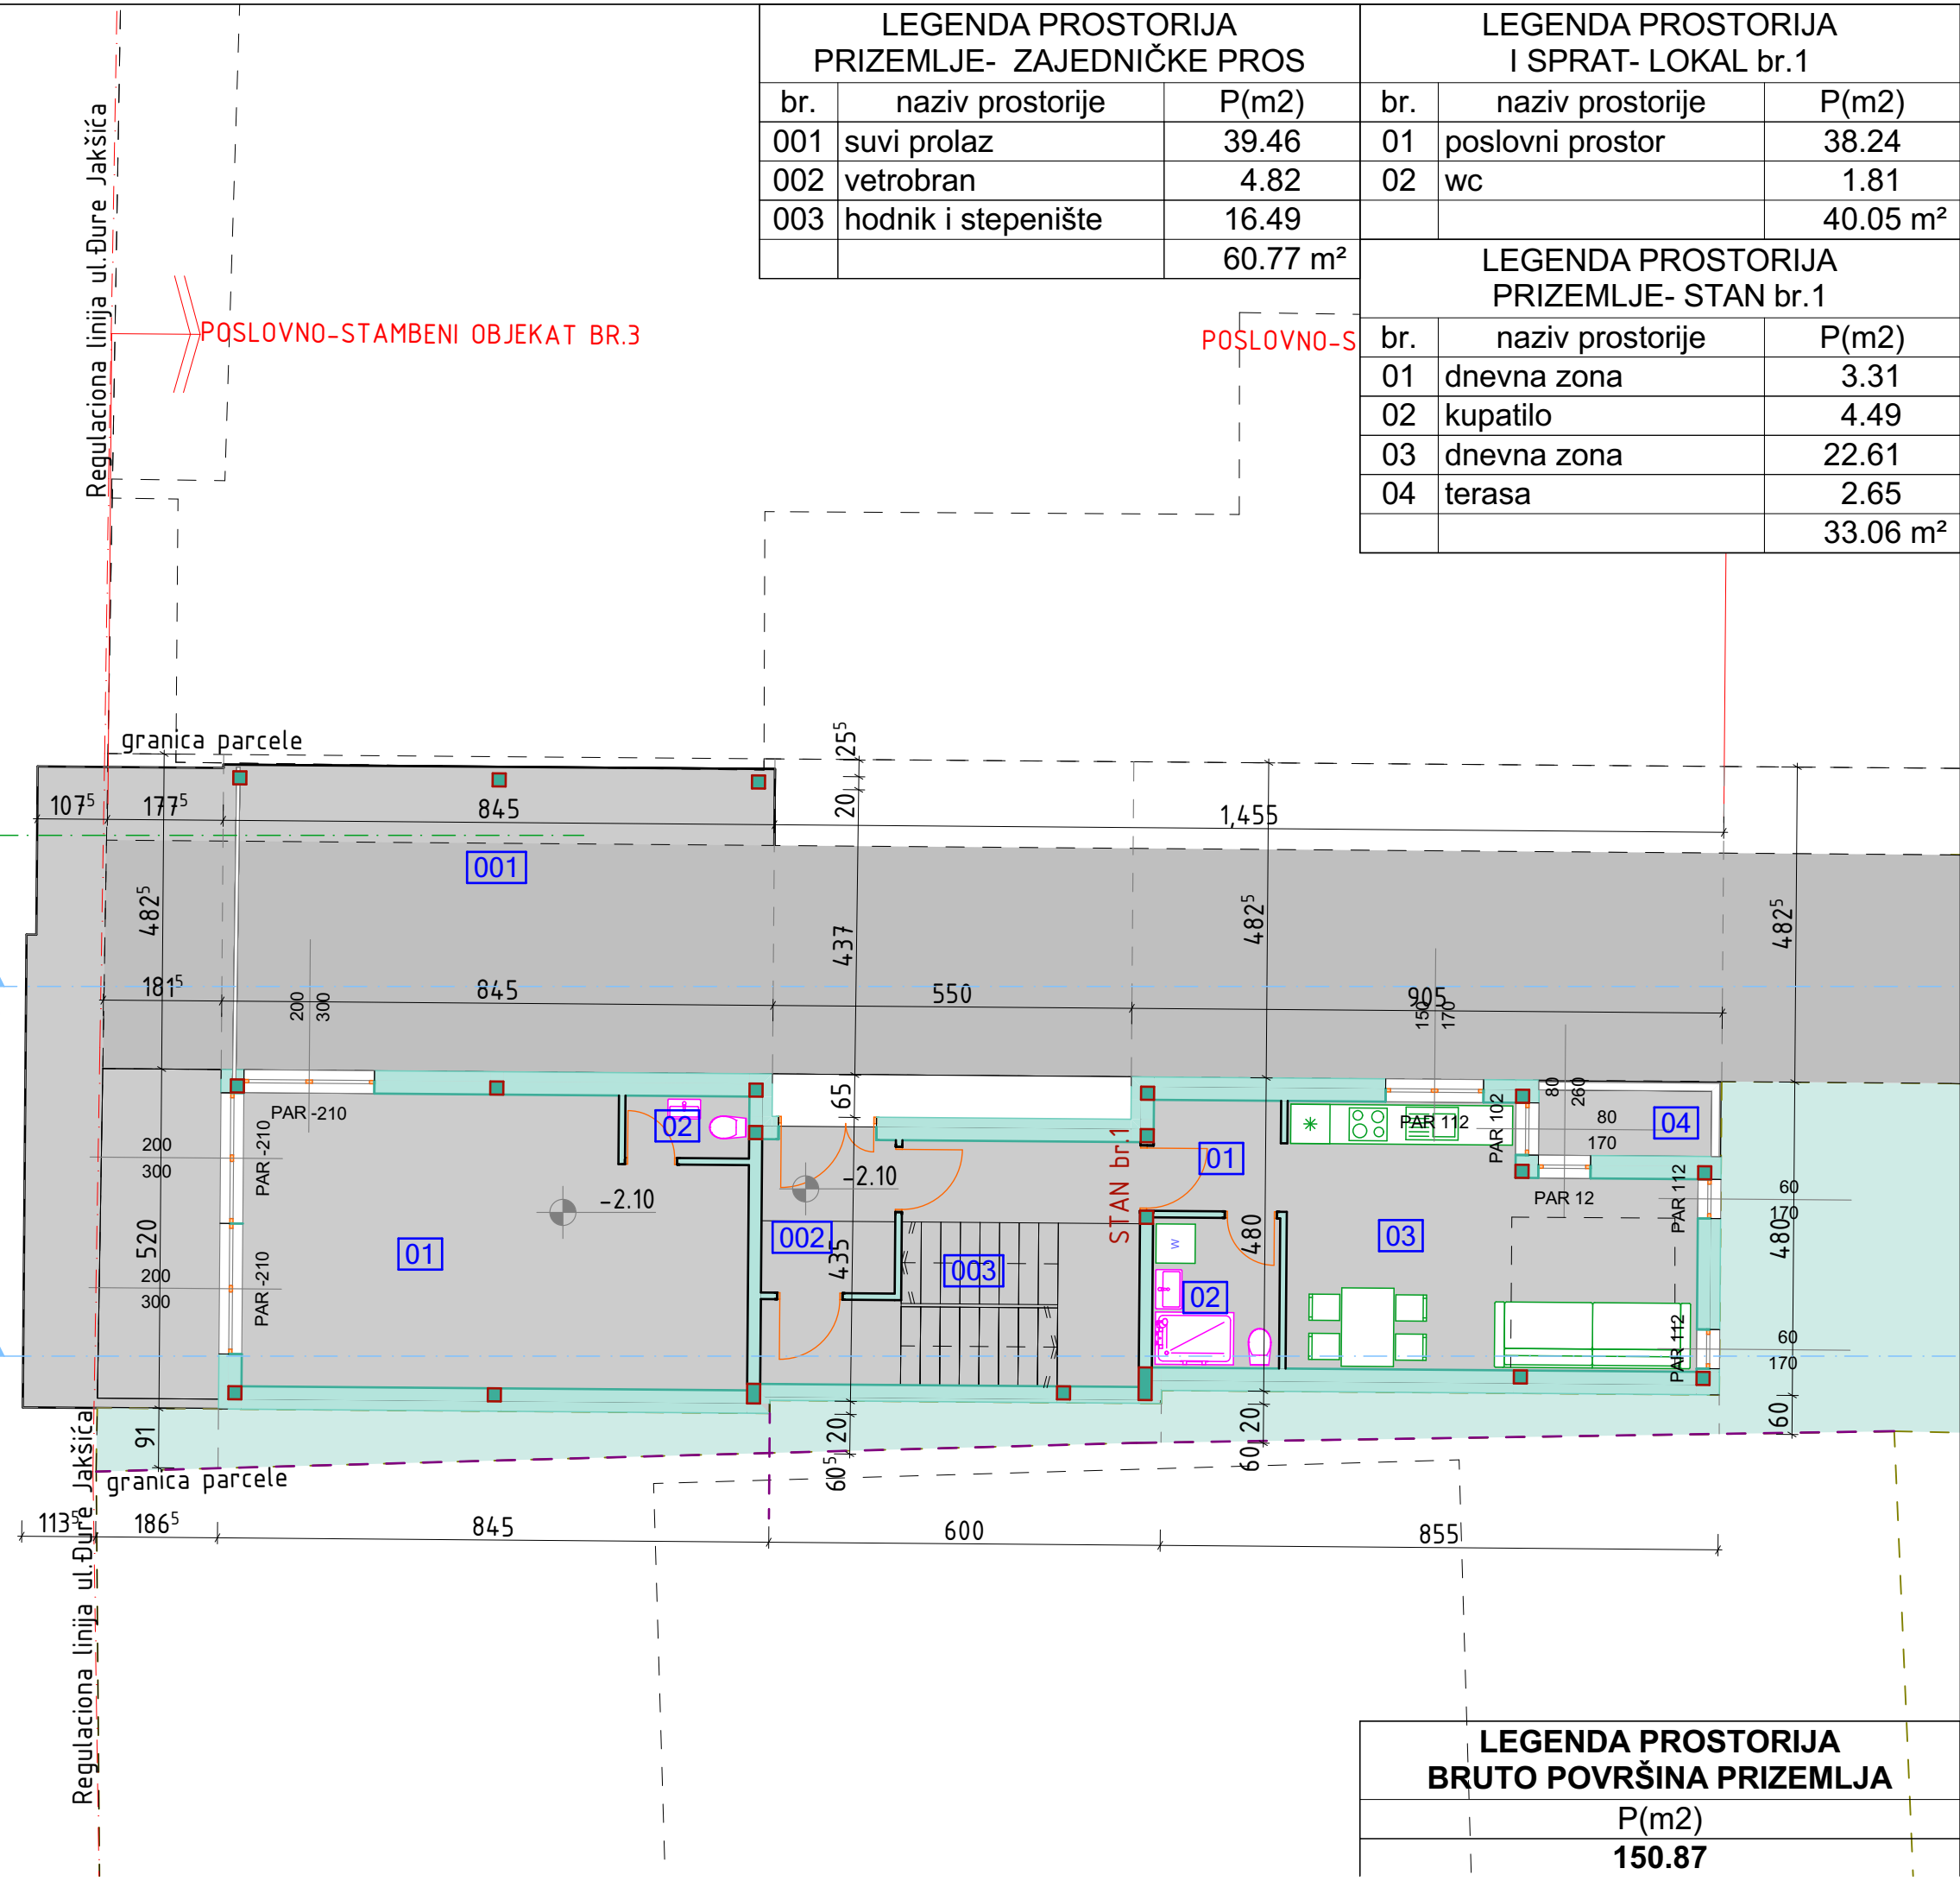 LEGENDA PROSTORIJA
PRIZEMLJE- ZAJEDNIČKE PROS
br. naziv prostorije P(m2)
001 suvi prolaz 39.46
002 vetrobran 4.82
003 hodnik i stepenište 16.49
60.77 m²
LEGENDA PROSTORIJA
I SPRAT- LOKAL br.1
br. naziv prostorije P(m2)
01 poslovni prostor 38.24
02 wc 1.81
40.05 m²
LEGENDA PROSTORIJA
PRIZEMLJE- STAN br.1
br. naziv prostorije P(m2)
01 dnevna zona 3.31
02 kupatilo 4.49
03 dnevna zona 22.61
04 terasa 2.65
33.06 m²
Regulaciona linija ul.Đure Jakšića
POSLOVNO-STAMBENI OBJEKAT BR.3
POSLOVNO-S
granica parcele
25⁵
107⁵ 177⁵ 845 20 1,455
001
482⁵ 437 482⁵ 482⁵
181⁵ 845 550 905
200
300
150
170
65
80
260
PAR -210
02
PAR 112
PAR 102
80
170
04
200
300
PAR -210
-2.10
-2.10
STAN br.1
01
PAR 12
PAR 112
60
170
520
01
002
435
003
480
W
03
480
200
300
PAR -210
02
PAR 112
60
170
91
20
60⁵
20
60
60
granica parcele
113⁵ 186⁵ 845 600 855
Regulaciona linija ul.Đure Jakšića
LEGENDA PROSTORIJA
BRUTO POVRŠINA PRIZEMLJA
P(m2)
150.87